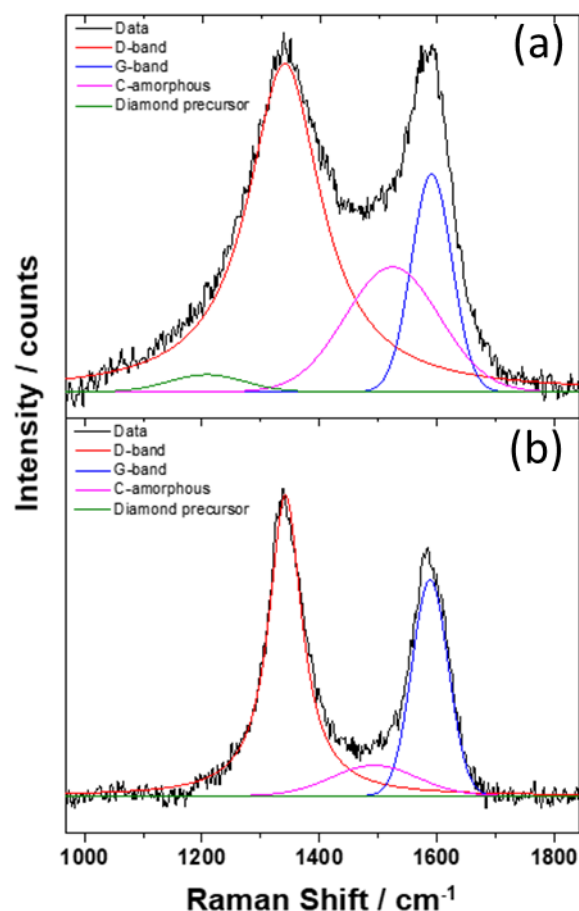 (a)
Data
D-band
G-band
C-amorphous
Diamond precursor
(b)
Data
D-band
G-band
C-amorphous
Diamond precursor
Intensity / counts
1000 1200 1400 1600 1800
Raman Shift / cm⁻¹